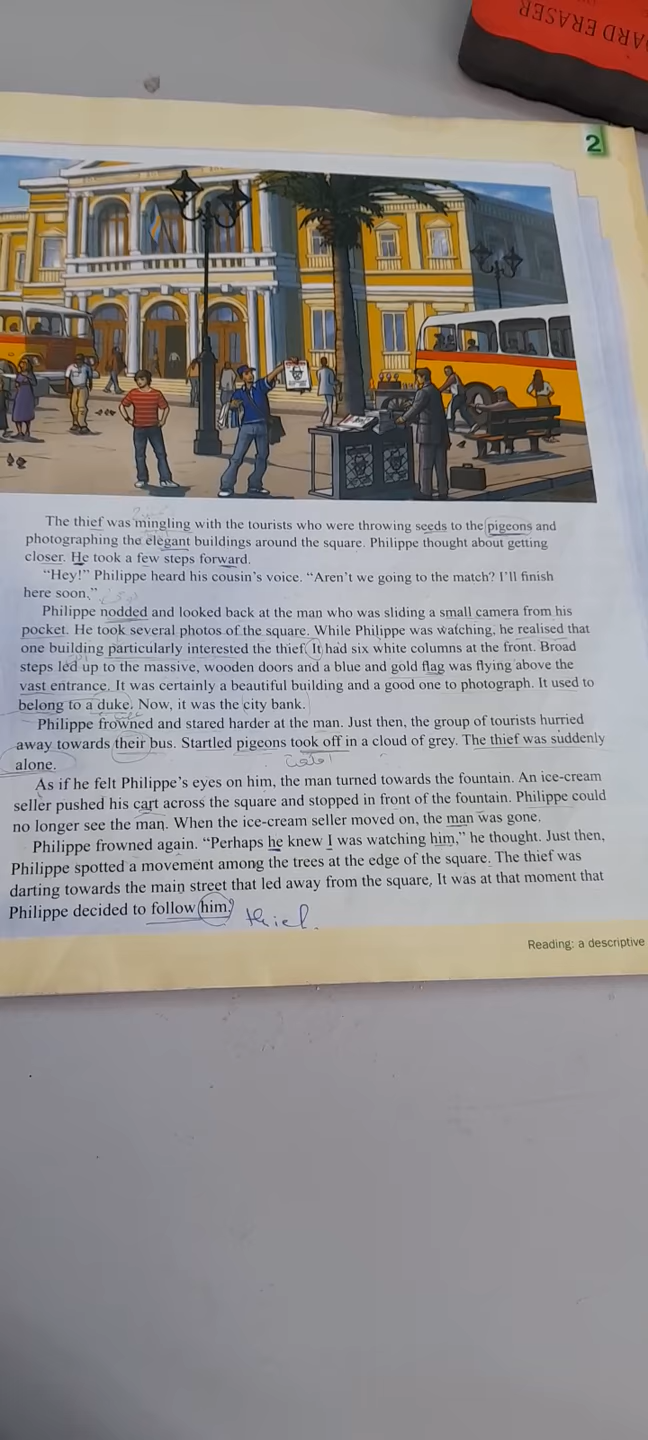 ARD ERASER
2
The thief was mingling with the tourists who were throwing seeds to the pigeons and
photographing the elegant buildings around the square. Philippe thought about getting
closer. He took a few steps forward.
“Hey!” Philippe heard his cousin’s voice. “Aren’t we going to the match? I’ll finish
here soon.”
Philippe nodded and looked back at the man who was sliding a small camera from his
pocket. He took several photos of the square. While Philippe was watching, he realised that
one building particularly interested the thief. It had six white columns at the front. Broad
steps led up to the massive, wooden doors and a blue and gold flag was flying above the
vast entrance. It was certainly a beautiful building and a good one to photograph. It used to
belong to a duke. Now, it was the city bank.
Philippe frowned and stared harder at the man. Just then, the group of tourists hurried
away towards their bus. Startled pigeons took off in a cloud of grey. The thief was suddenly
alone.
As if he felt Philippe’s eyes on him, the man turned towards the fountain. An ice-cream
seller pushed his cart across the square and stopped in front of the fountain. Philippe could
no longer see the man. When the ice-cream seller moved on, the man was gone.
Philippe frowned again. “Perhaps he knew I was watching him,” he thought. Just then,
Philippe spotted a movement among the trees at the edge of the square. The thief was
darting towards the main street that led away from the square. It was at that moment that
Philippe decided to follow him.
Reading: a descriptive